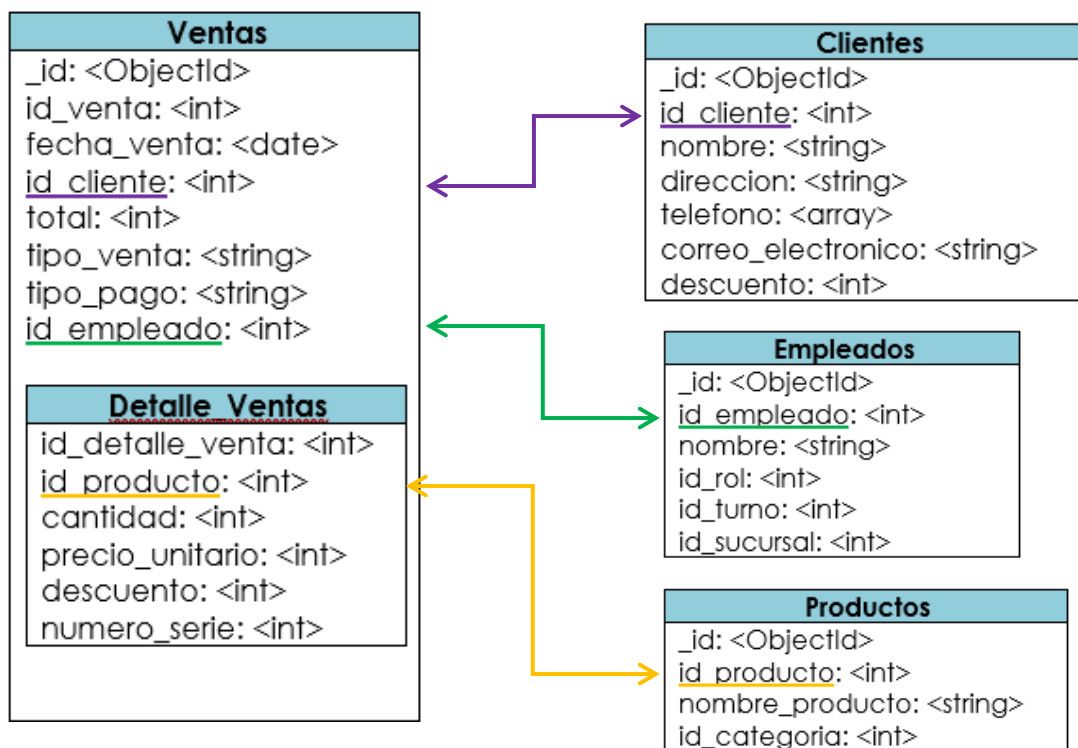 Ventas
_id: <ObjectId>
id_venta: <int>
fecha_venta: <date>
id_cliente: <int>
total: <int>
tipo_venta: <string>
tipo_pago: <string>
id_empleado: <int>
Detalle_Ventas
id_detalle_venta: <int>
id_producto: <int>
cantidad: <int>
precio_unitario: <int>
descuento: <int>
numero_serie: <int>
Clientes
_id: <ObjectId>
id_cliente: <int>
nombre: <string>
direccion: <string>
telefono: <array>
correo_electronico: <string>
descuento: <int>
Empleados
_id: <ObjectId>
id_empleado: <int>
nombre: <string>
id_rol: <int>
id_turno: <int>
id_sucursal: <int>
Productos
_id: <ObjectId>
id_producto: <int>
nombre_producto: <string>
id_categoria: <int>